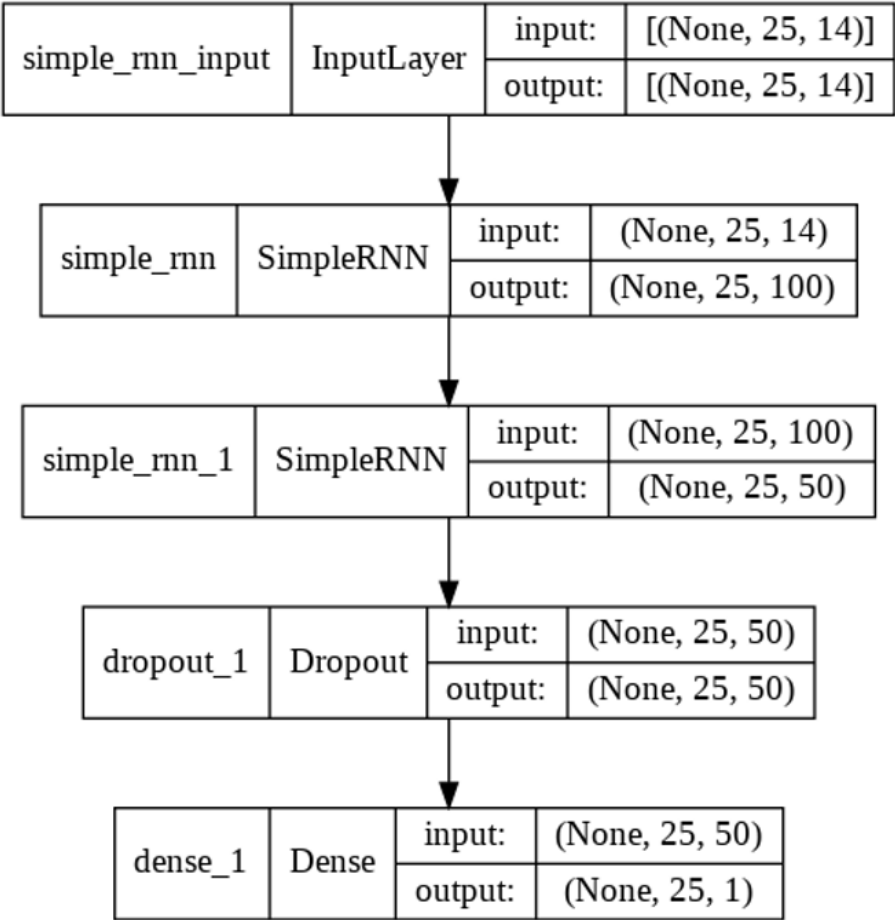 simple_rnn_input InputLayer input: [(None, 25, 14)]
output: [(None, 25, 14)]
simple_rnn SimpleRNN input: (None, 25, 14)
output: (None, 25, 100)
simple_rnn_1 SimpleRNN input: (None, 25, 100)
output: (None, 25, 50)
dropout_1 Dropout input: (None, 25, 50)
output: (None, 25, 50)
dense_1 Dense input: (None, 25, 50)
output: (None, 25, 1)